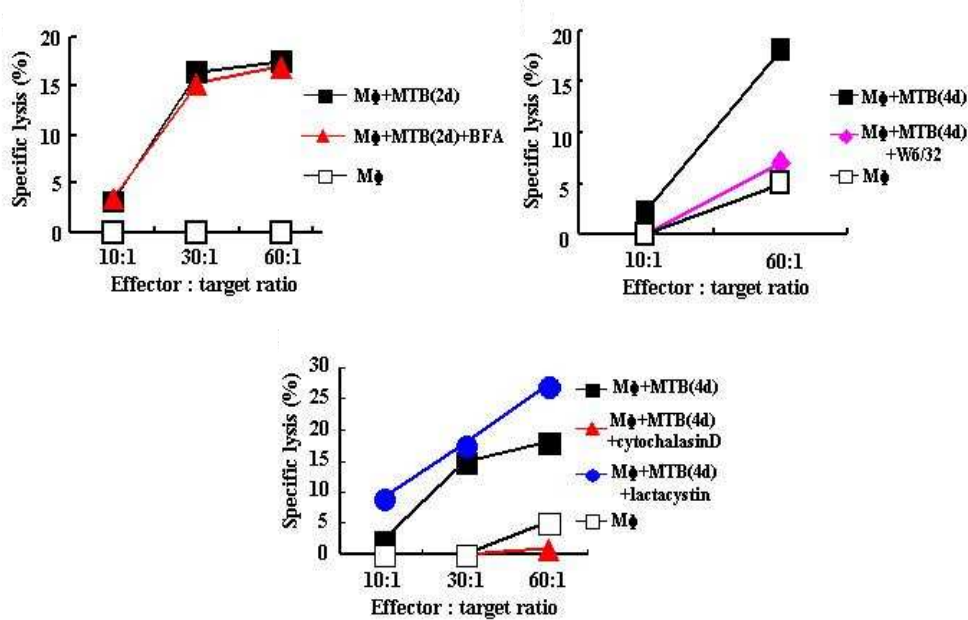 Specific lysis (%)
20
15
10
5
0
10:1 30:1 60:1
Effector : target ratio
MΦ+MTB(2d)
MΦ+MTB(2d)+BFA
MΦ
Specific lysis (%)
20
15
10
5
0
10:1 60:1
Effector : target ratio
MΦ+MTB(4d)
MΦ+MTB(4d)
+W6/32
MΦ
Specific lysis (%)
30
25
20
15
10
5
0
10:1 30:1 60:1
Effector : target ratio
MΦ+MTB(4d)
MΦ+MTB(4d)
+cytochalasinD
MΦ+MTB(4d)
+lactacystin
MΦ